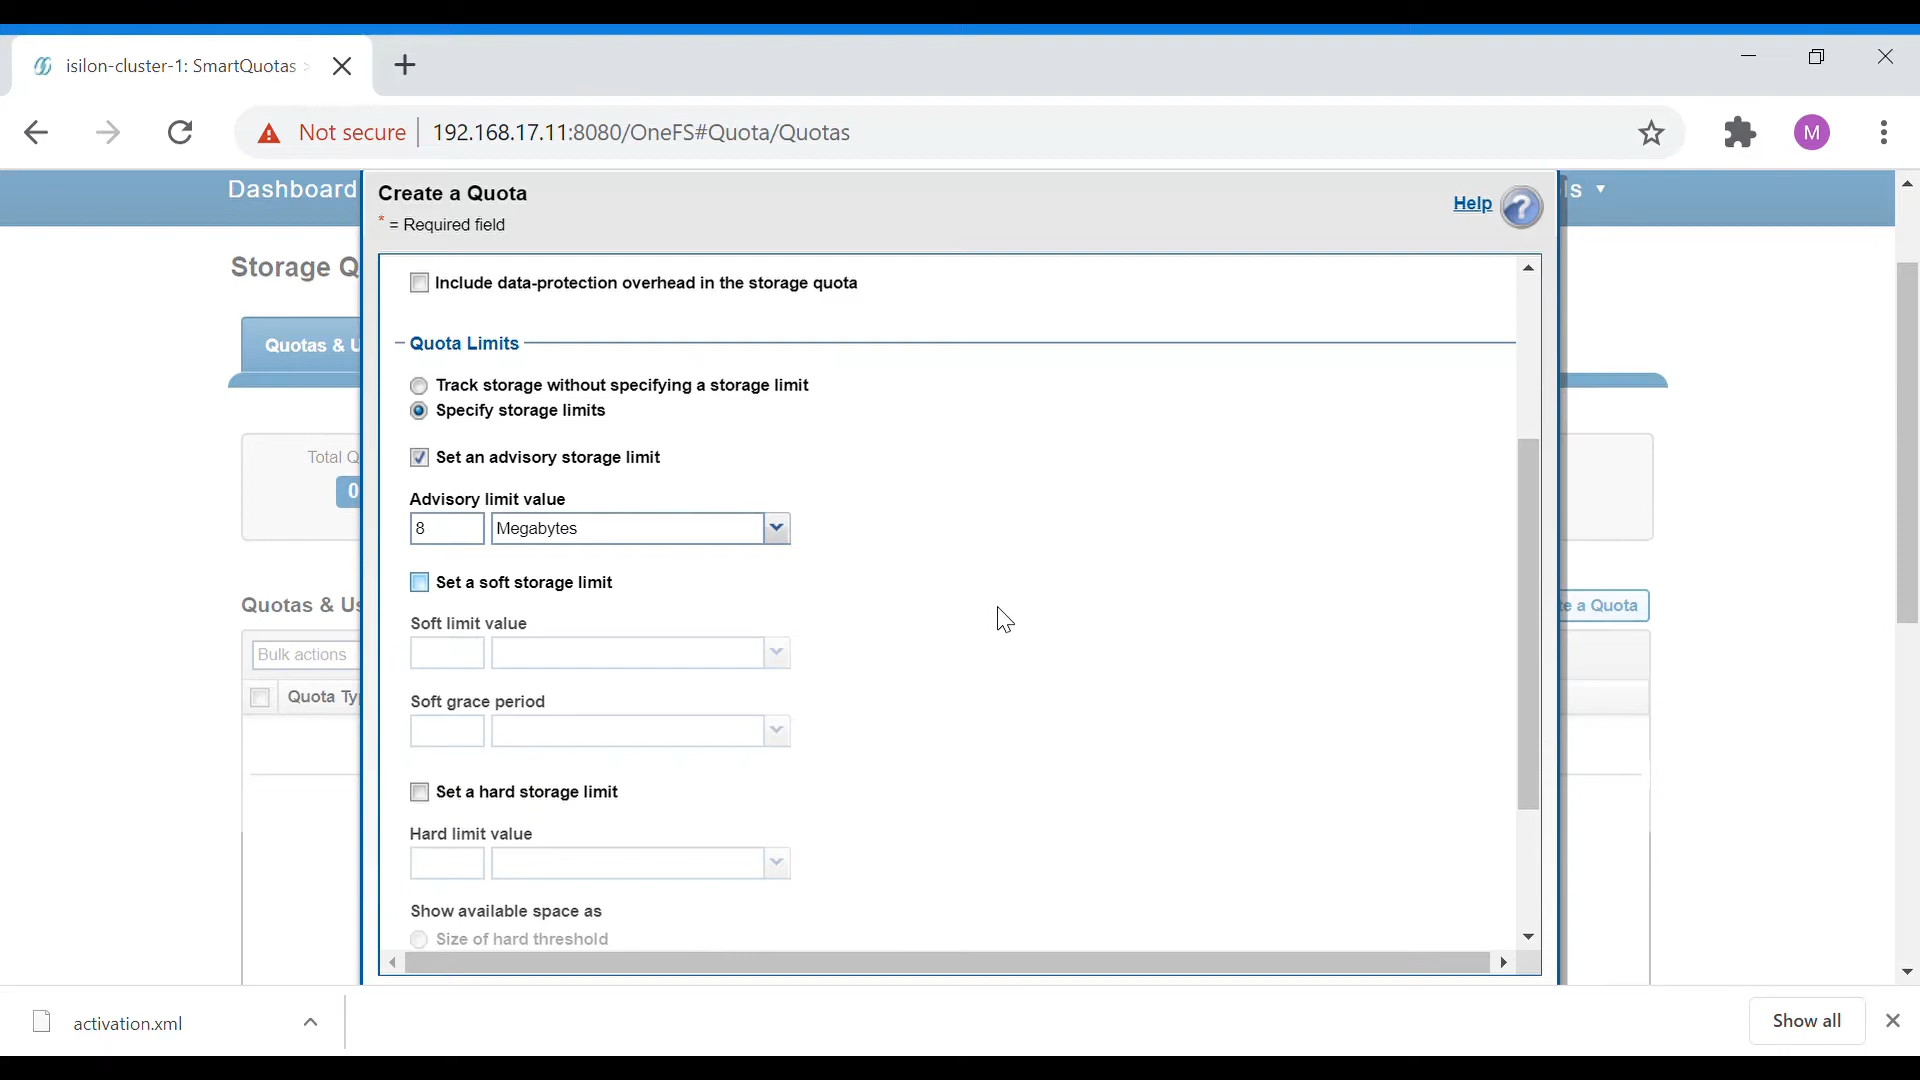 isilon-cluster-1: SmartQuotas >
Not secure
192.168.17.11:8080/OneFS#Quota/Quotas
M
Dashboard
ls
Create a Quota
* = Required field
Help
?
Storage Q
Include data-protection overhead in the storage quota
Quotas & U
Quota Limits
Track storage without specifying a storage limit
Specify storage limits
Total Q
0
Set an advisory storage limit
Advisory limit value
8
Megabytes
Set a soft storage limit
Quotas & Us
te a Quota
Soft limit value
Bulk actions
Quota Ty
Soft grace period
Set a hard storage limit
Hard limit value
Show available space as
Size of hard threshold
activation.xml
Show all